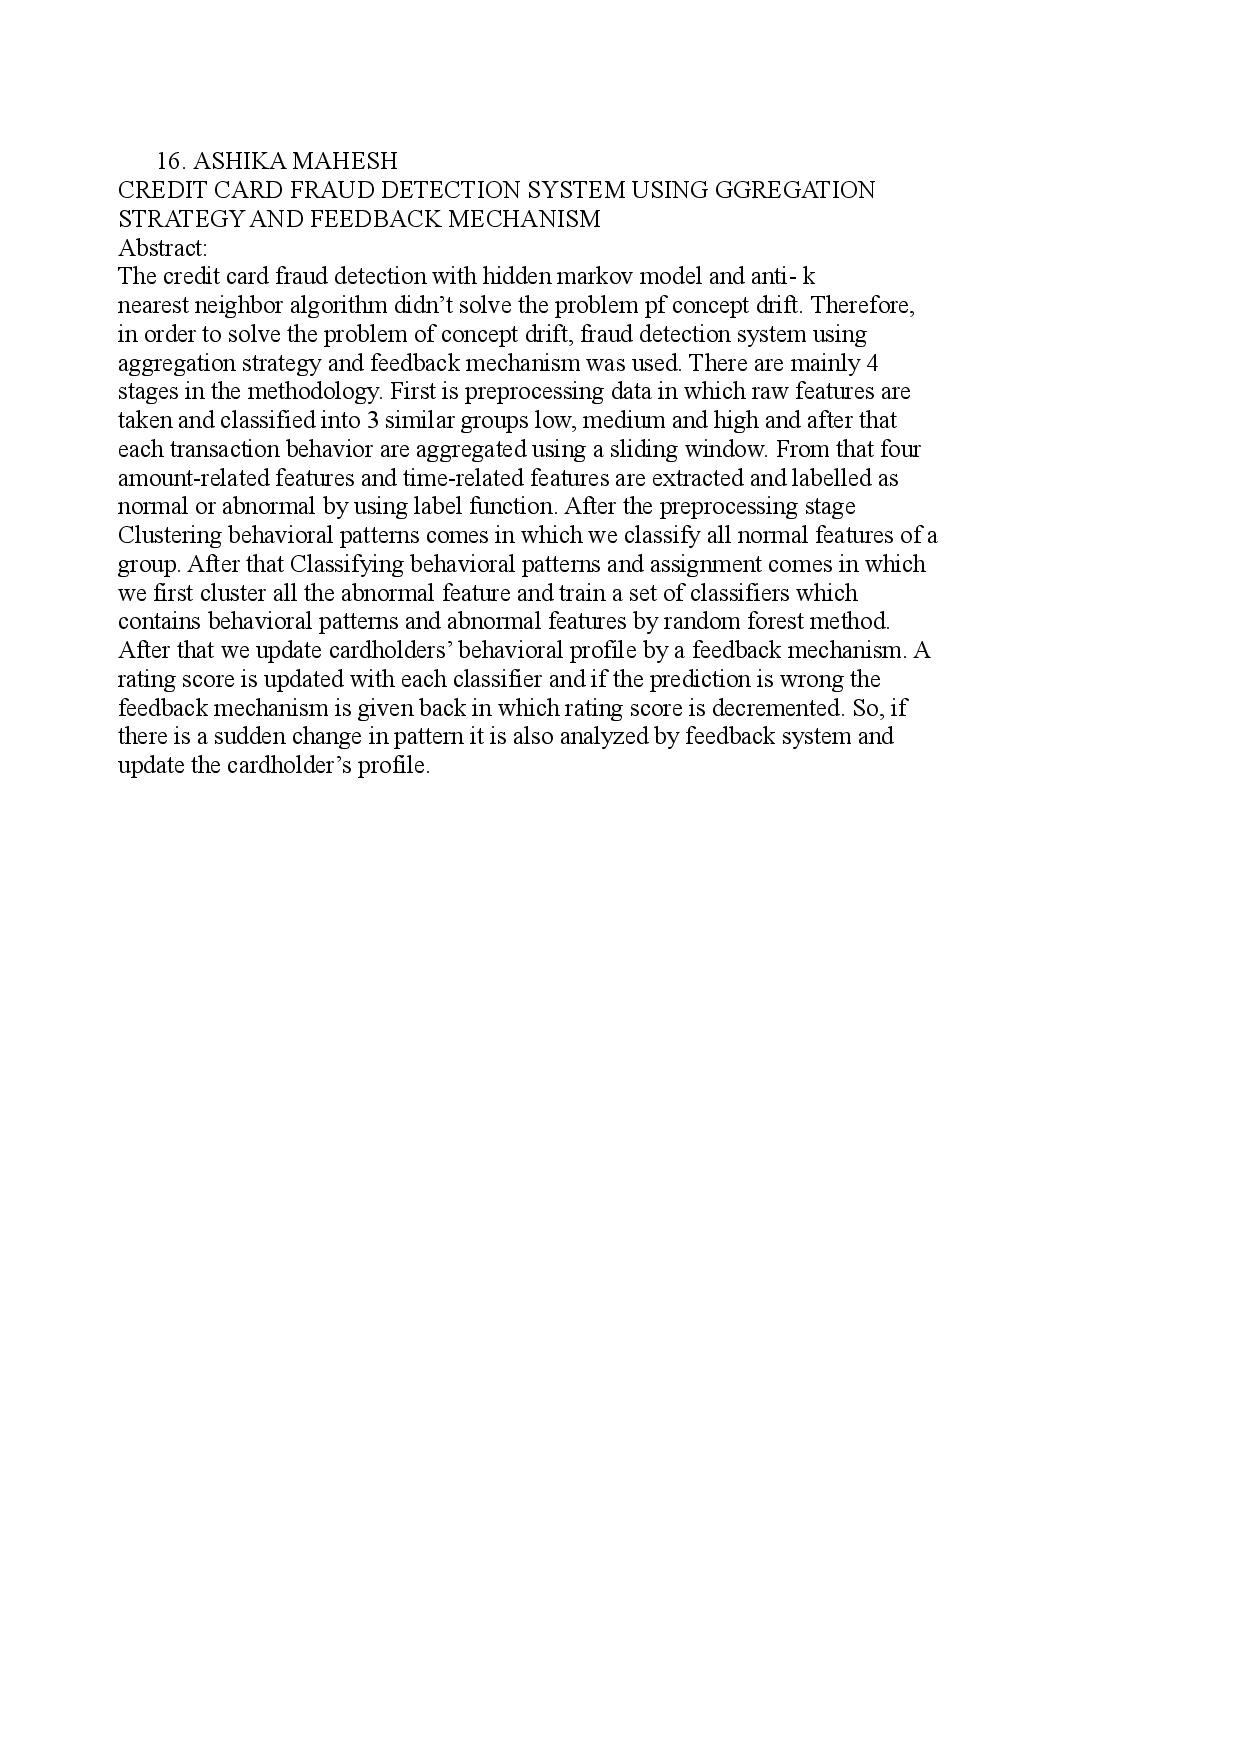 16. ASHIKA MAHESH
CREDIT CARD FRAUD DETECTION SYSTEM USING GGREGATION
STRATEGY AND FEEDBACK MECHANISM
Abstract:
The credit card fraud detection with hidden markov model and anti- k
nearest neighbor algorithm didn’t solve the problem pf concept drift. Therefore,
in order to solve the problem of concept drift, fraud detection system using
aggregation strategy and feedback mechanism was used. There are mainly 4
stages in the methodology. First is preprocessing data in which raw features are
taken and classified into 3 similar groups low, medium and high and after that
each transaction behavior are aggregated using a sliding window. From that four
amount-related features and time-related features are extracted and labelled as
normal or abnormal by using label function. After the preprocessing stage
Clustering behavioral patterns comes in which we classify all normal features of a
group. After that Classifying behavioral patterns and assignment comes in which
we first cluster all the abnormal feature and train a set of classifiers which
contains behavioral patterns and abnormal features by random forest method.
After that we update cardholders’ behavioral profile by a feedback mechanism. A
rating score is updated with each classifier and if the prediction is wrong the
feedback mechanism is given back in which rating score is decremented. So, if
there is a sudden change in pattern it is also analyzed by feedback system and
update the cardholder’s profile.